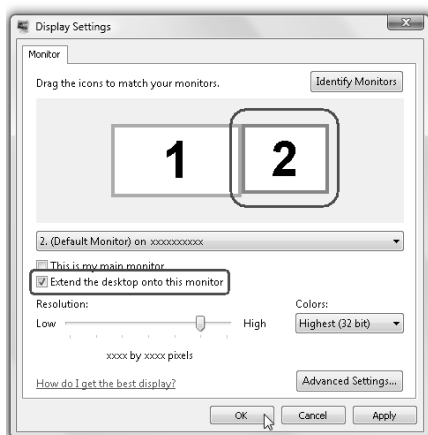 Display Settings
Monitor
Drag the icons to match your monitors.
Identify Monitors
1
2
2. (Default Monitor) on xxxxxxxxxx
This is my main monitor
Extend the desktop onto this monitor
Resolution:
Colors:
Low
High
Highest (32 bit)
xxxx by xxxx pixels
How do I get the best display?
Advanced Settings...
OK
Cancel
Apply